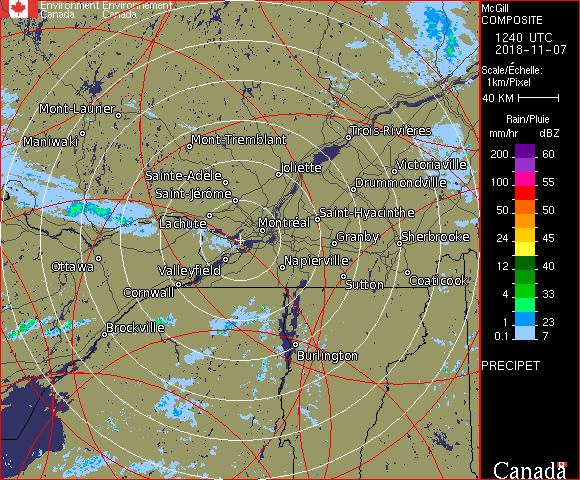 Environment Environnement
Canada Canada
McGill
COMPOSITE
1240 UTC
2018-11-07
Scale/Échelle:
1km/Pixel
40 KM
Rain/Pluie
mm/hr dBZ
200 60
150 57
100 55
50 50
24 45
12 40
4 33
1 23
0.1 7
PRECIPET
Canada
Mont-Laurier
Maniwaki
Mont-Tremblant
Trois-Rivières
Joliette
Victoriaville
Sainte-Adèle
Drummondville
Saint-Jérôme
Saint-Hyacinthe
Lachute
Montréal
Granby
Sherbrooke
Ottawa
Valleyfield
Napierville
Sutton
Coaticook
Cornwall
Brockville
Burlington